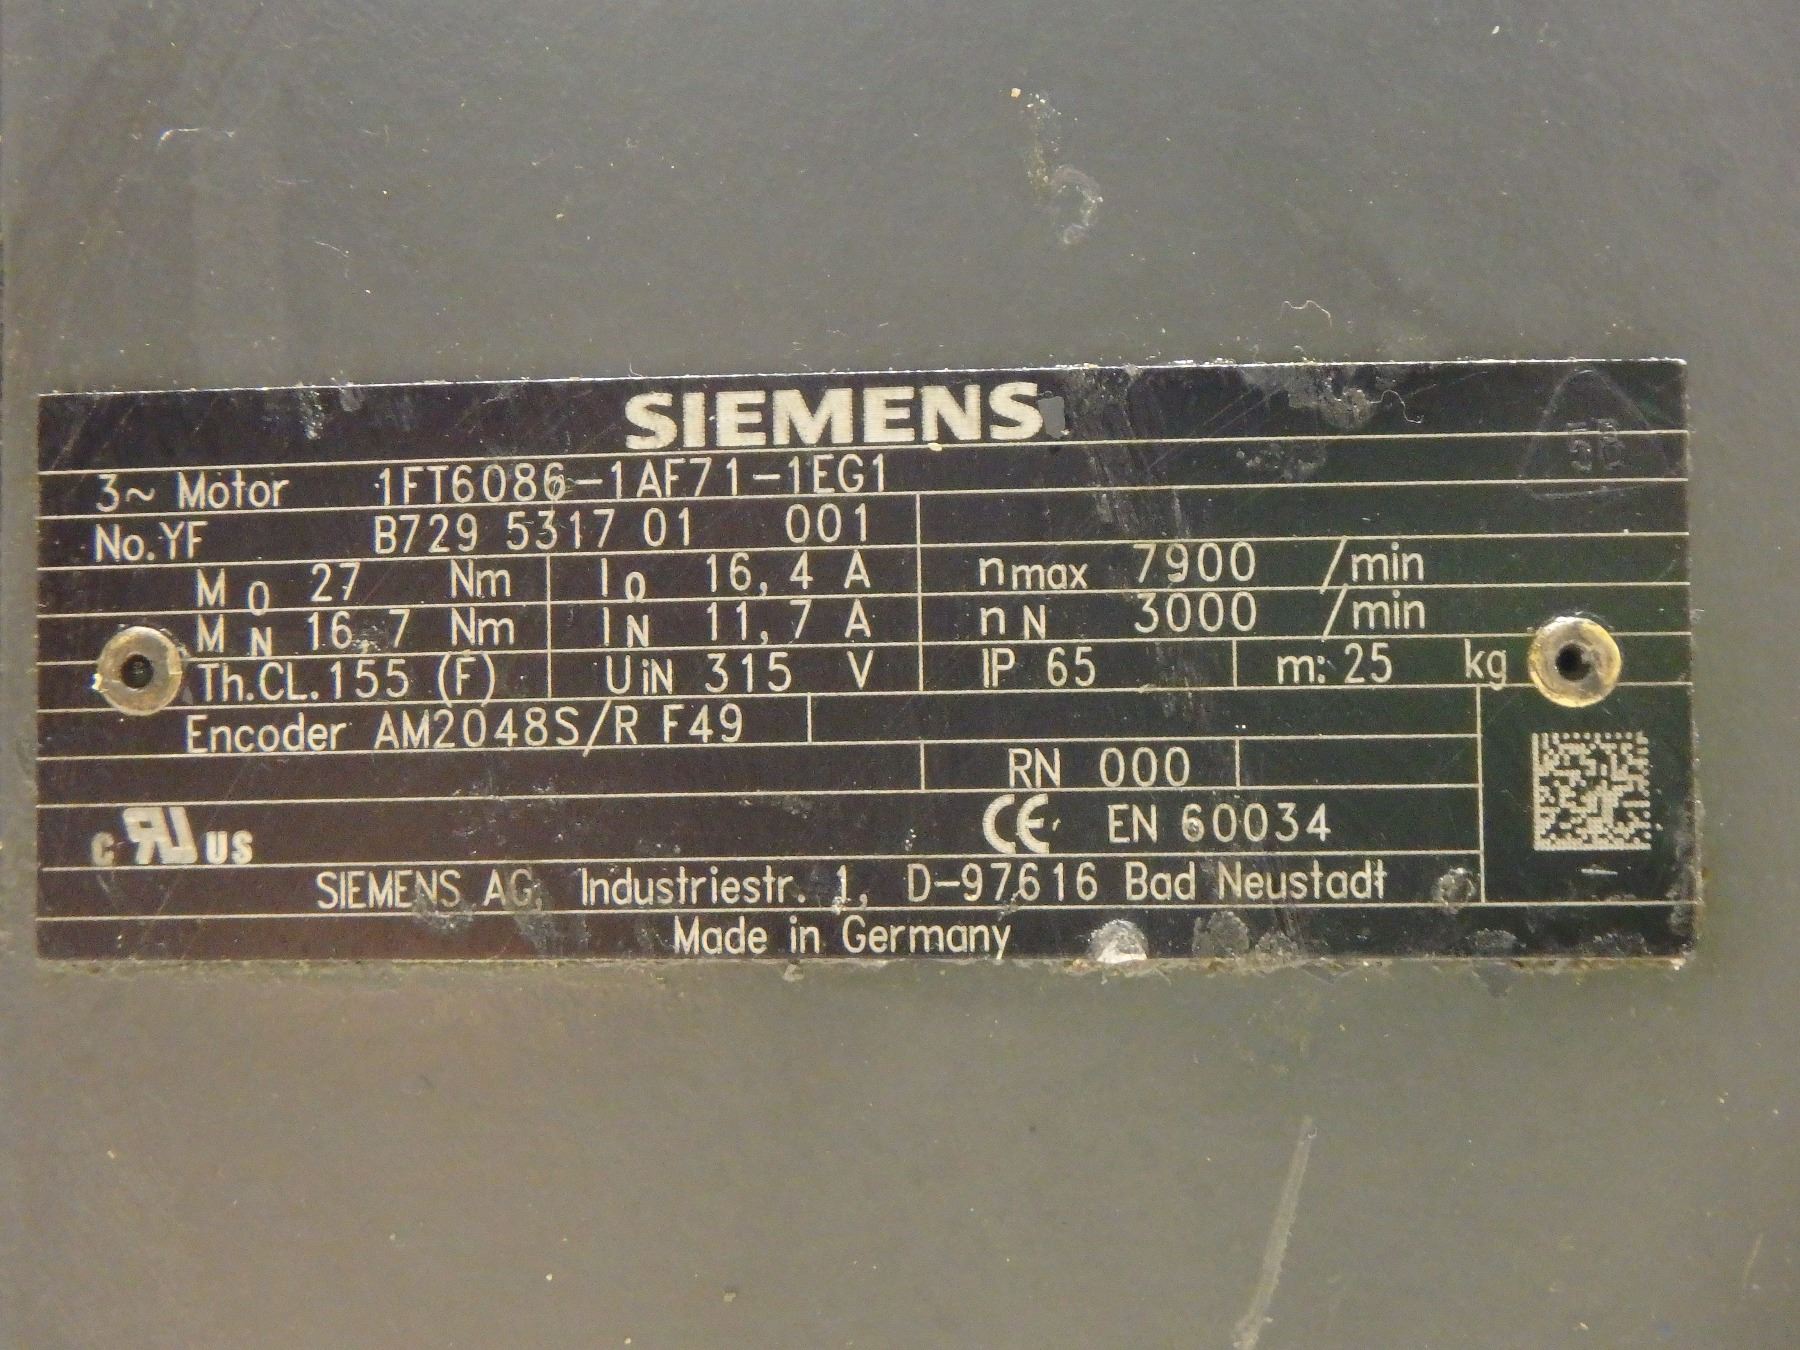 SIEMENS
3~ Motor 1FT6086-1AF71-1EG1
No.YF B729 5317 01 001
M0 27 Nm I0 16,4 A nmax 7900 /min
MN 16,7 Nm IN 11,7 A nN 3000 /min
Th.CL.155 (F) UiN 315 V IP 65 m: 25 kg
Encoder AM2048S/R F49
RN 000
c RU US CE EN 60034
SIEMENS AG, Industriestr. 1, D-97616 Bad Neustadt
Made in Germany